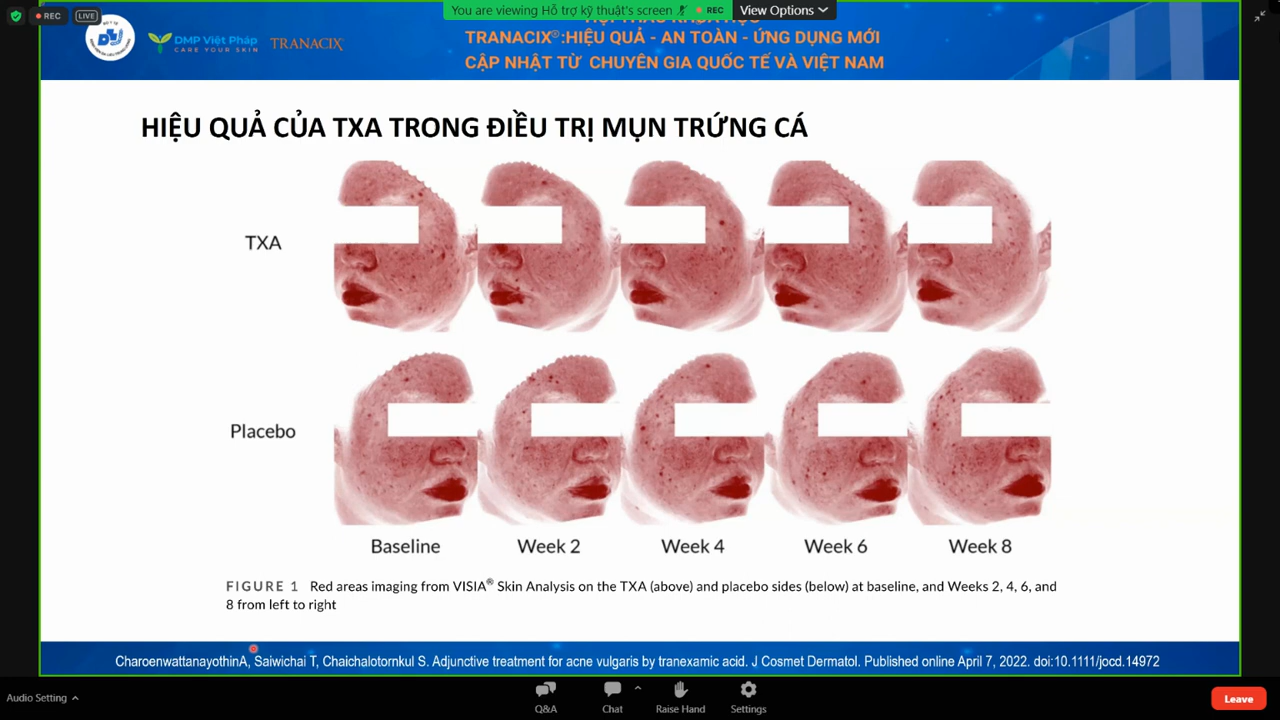 REC
LIVE
You are viewing Hỗ trợ kỹ thuật's screen
REC
View Options
DMP Việt Pháp
CARE YOUR SKIN
TRANACIX
HỘI THẢO KHOA HỌC
TRANACIX®:HIỆU QUẢ - AN TOÀN - ỨNG DỤNG MỚI
CẬP NHẬT TỪ CHUYÊN GIA QUỐC TẾ VÀ VIỆT NAM
HIỆU QUẢ CỦA TXA TRONG ĐIỀU TRỊ MỤN TRỨNG CÁ
TXA
Placebo
Baseline Week 2 Week 4 Week 6 Week 8
FIGURE 1 Red areas imaging from VISIA® Skin Analysis on the TXA (above) and placebo sides (below) at baseline, and Weeks 2, 4, 6, and
8 from left to right
CharoenwattanayothinA, Saiwichai T, Chaichalotornkul S. Adjunctive treatment for acne vulgaris by tranexamic acid. J Cosmet Dermatol. Published online April 7, 2022. doi:10.1111/jocd.14972
Audio Setting
Q&A
Chat
Raise Hand
Settings
Leave